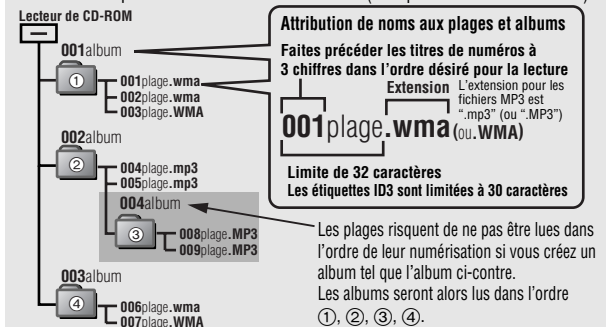 Lecteur de CD-ROM
001album
①
001plage.wma
002plage.wma
003plage.WMA
002album
②
004plage.mp3
005plage.mp3
004album
③
008plage.MP3
009plage.MP3
003album
④
006plage.wma
007plage.WMA
Attribution de noms aux plages et albums
Faites précéder les titres de numéros à
3 chiffres dans l'ordre désiré pour la lecture
Extension
L'extension pour les
fichiers MP3 est
".mp3" (ou ".MP3")
001plage.wma(ou.WMA)
Limite de 32 caractères
Les étiquettes ID3 sont limitées à 30 caractères
Les plages risquent de ne pas être lues dans
l'ordre de leur numérisation si vous créez un
album tel que l'album ci-contre.
Les albums seront alors lus dans l'ordre
①, ②, ③, ④.